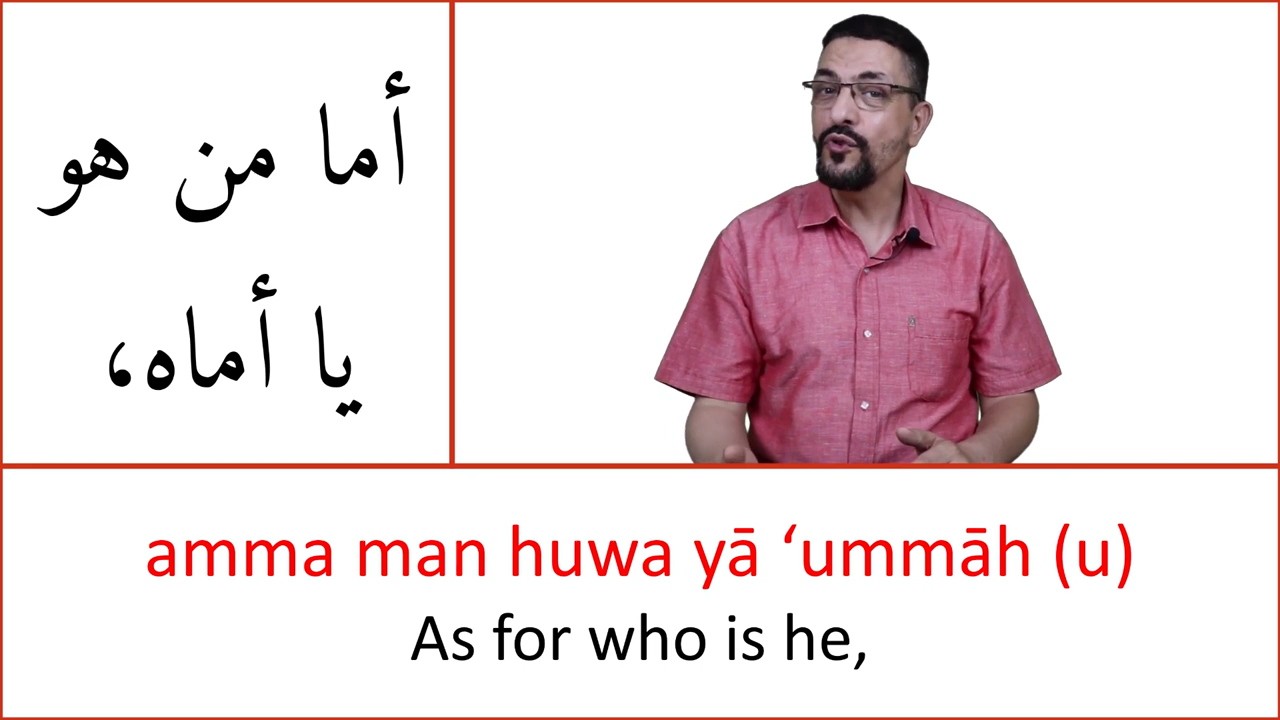 أما من هو
يا أماه،
amma man huwa yā ‘ummāh (u)
As for who is he,